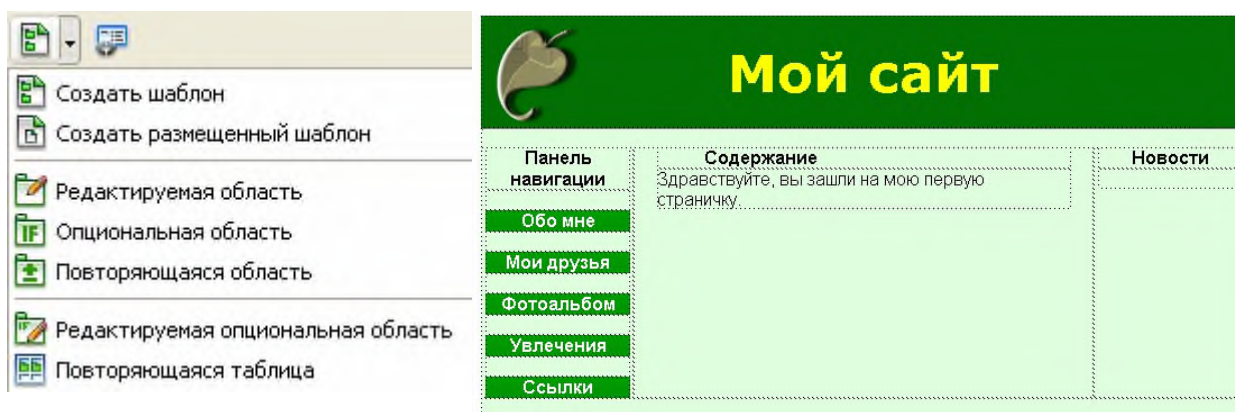 Создать шаблон
Создать размещенный шаблон
Редактируемая область
Опциональная область
Повторяющаяся область
Редактируемая опциональная область
Повторяющаяся таблица
Мой сайт
Панель
навигации
Обо мне
Мои друзья
Фотоальбом
Увлечения
Ссылки
Содержание
Здравствуйте, вы зашли на мою первую
страничку.
Новости